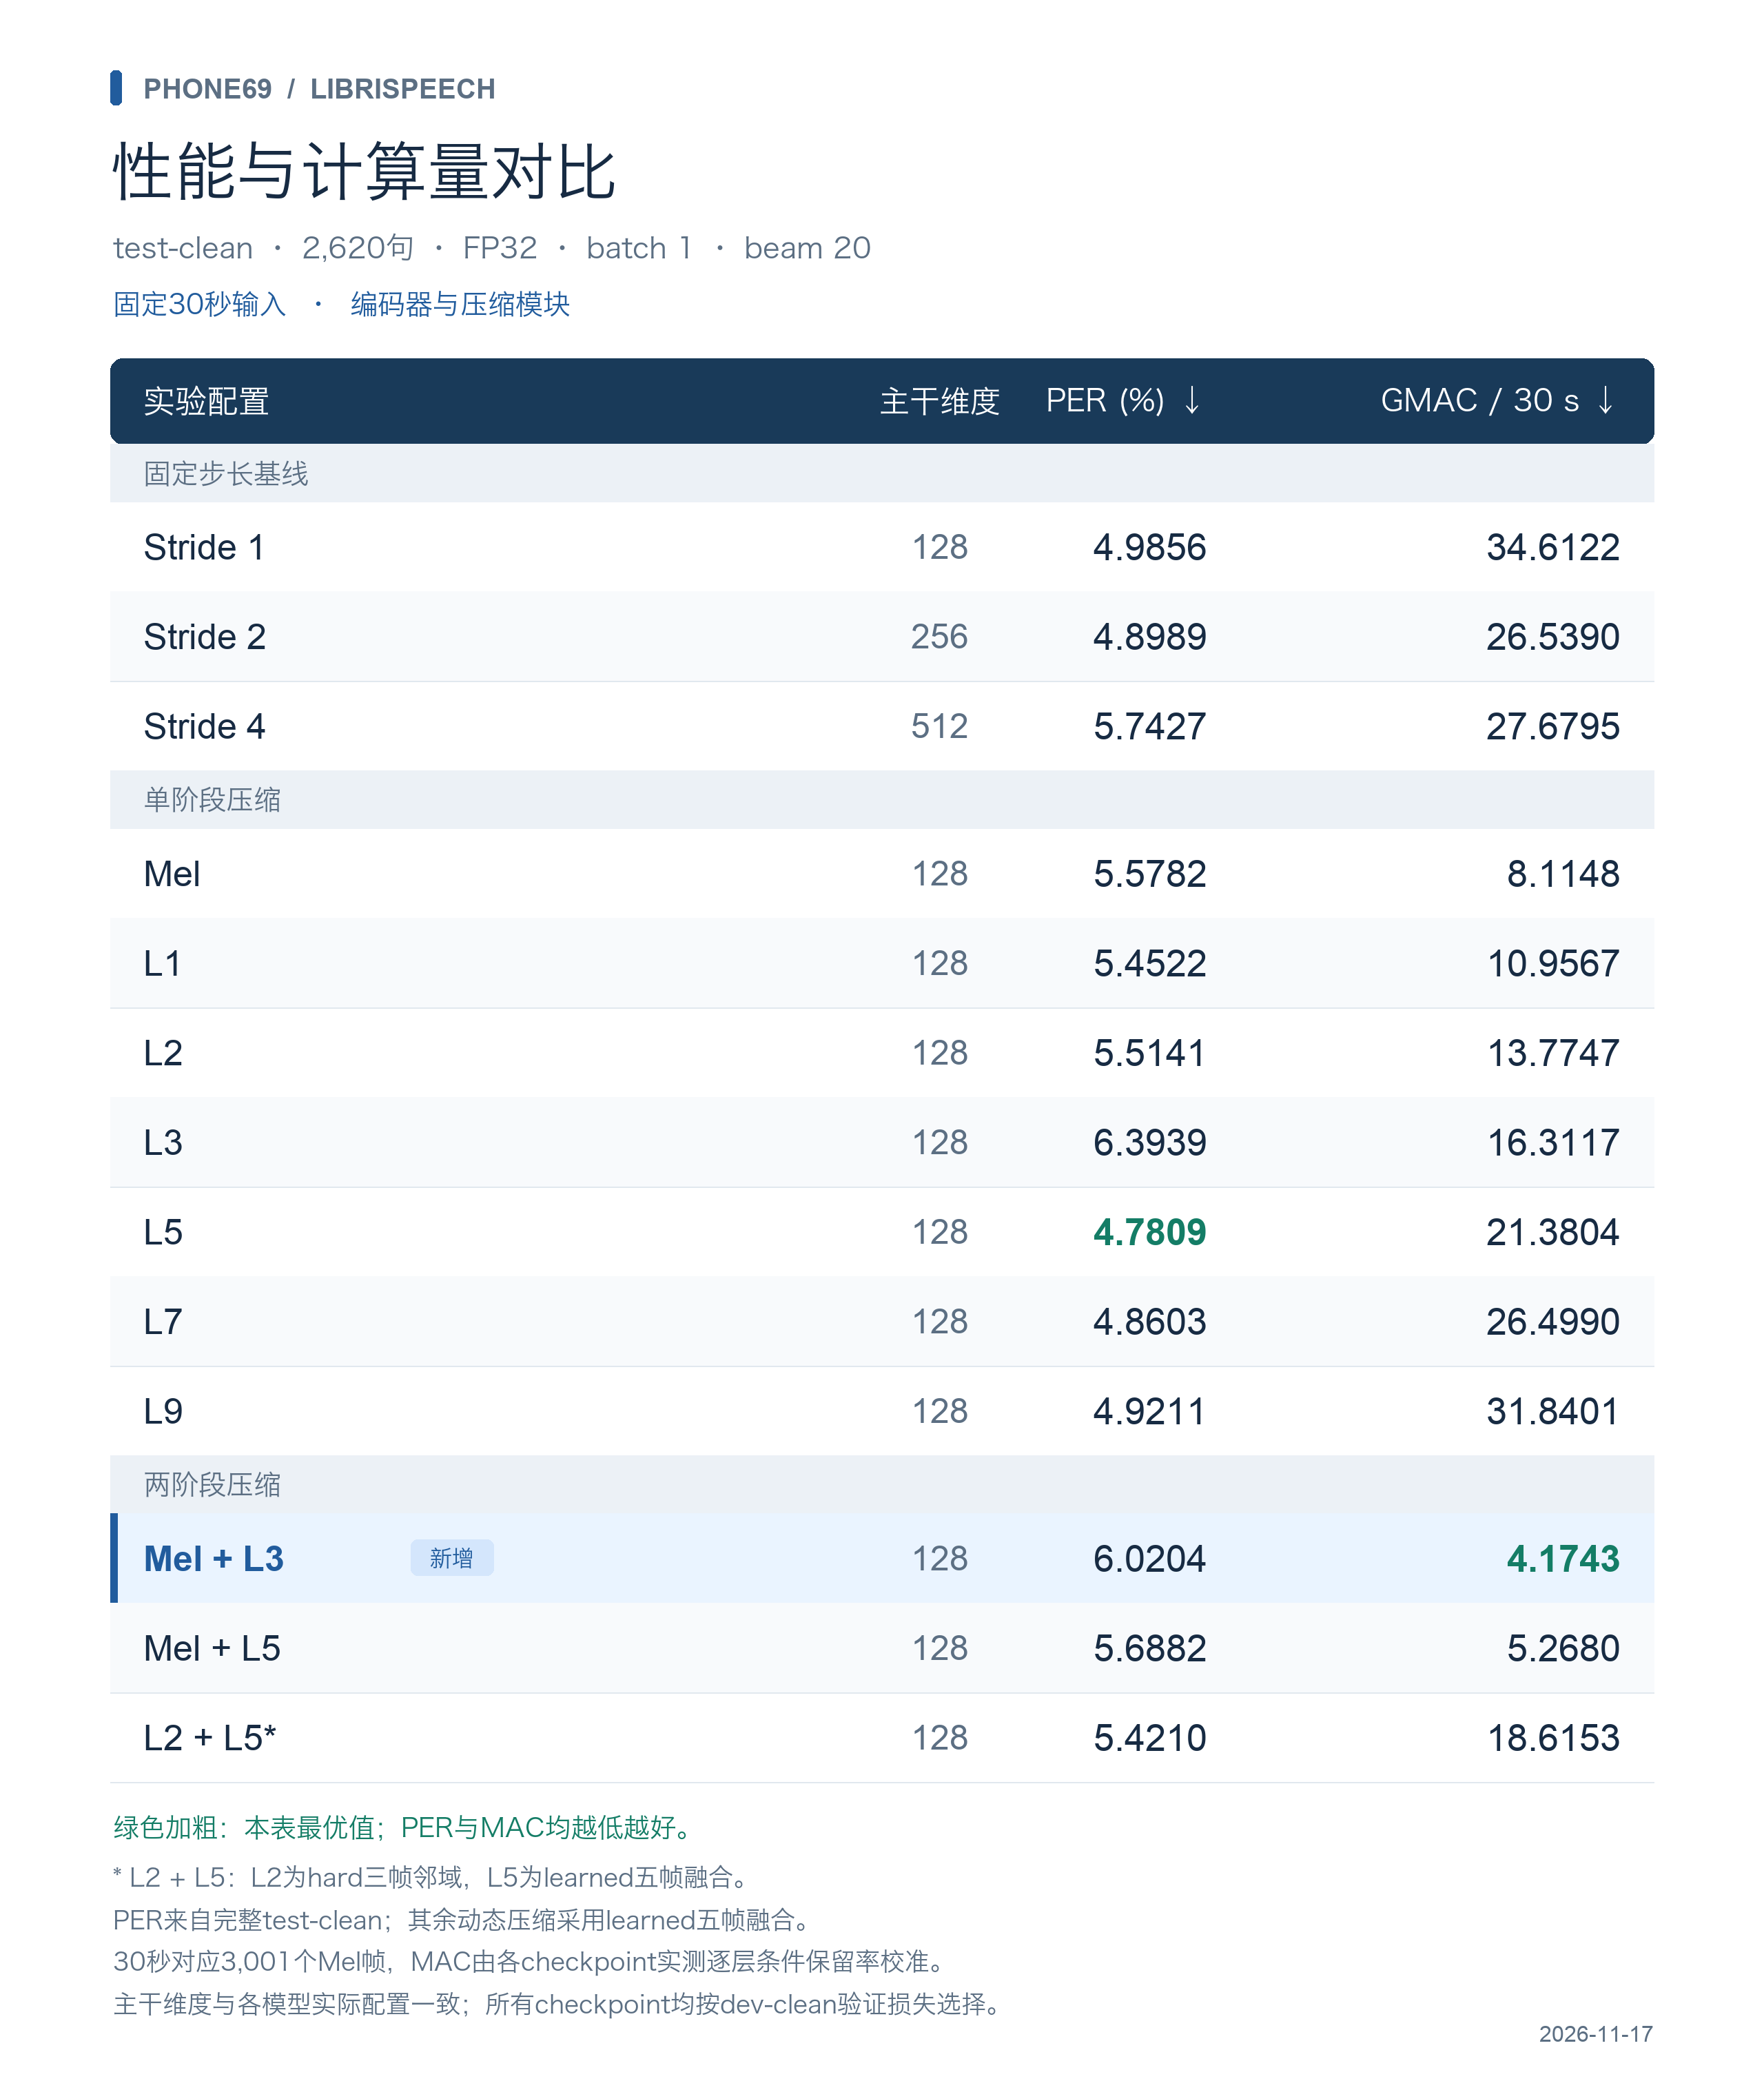 PHONE69 / LIBRISPEECH
性能与计算量对比
test-clean · 2,620句 · FP32 · batch 1 · beam 20
固定30秒输入 · 编码器与压缩模块
实验配置 主干维度 PER (%) ↓ GMAC / 30 s ↓
固定步长基线
Stride 1 128 4.9856 34.6122
Stride 2 256 4.8989 26.5390
Stride 4 512 5.7427 27.6795
单阶段压缩
Mel 128 5.5782 8.1148
L1 128 5.4522 10.9567
L2 128 5.5141 13.7747
L3 128 6.3939 16.3117
L5 128 4.7809 21.3804
L7 128 4.8603 26.4990
L9 128 4.9211 31.8401
两阶段压缩
Mel + L3 新增 128 6.0204 4.1743
Mel + L5 128 5.6882 5.2680
L2 + L5* 128 5.4210 18.6153
绿色加粗：本表最优值；PER与MAC均越低越好。
* L2 + L5：L2为hard三帧邻域，L5为learned五帧融合。
PER来自完整test-clean；其余动态压缩采用learned五帧融合。
30秒对应3,001个Mel帧，MAC由各checkpoint实测逐层条件保留率校准。
主干维度与各模型实际配置一致；所有checkpoint均按dev-clean验证损失选择。
2026-11-17